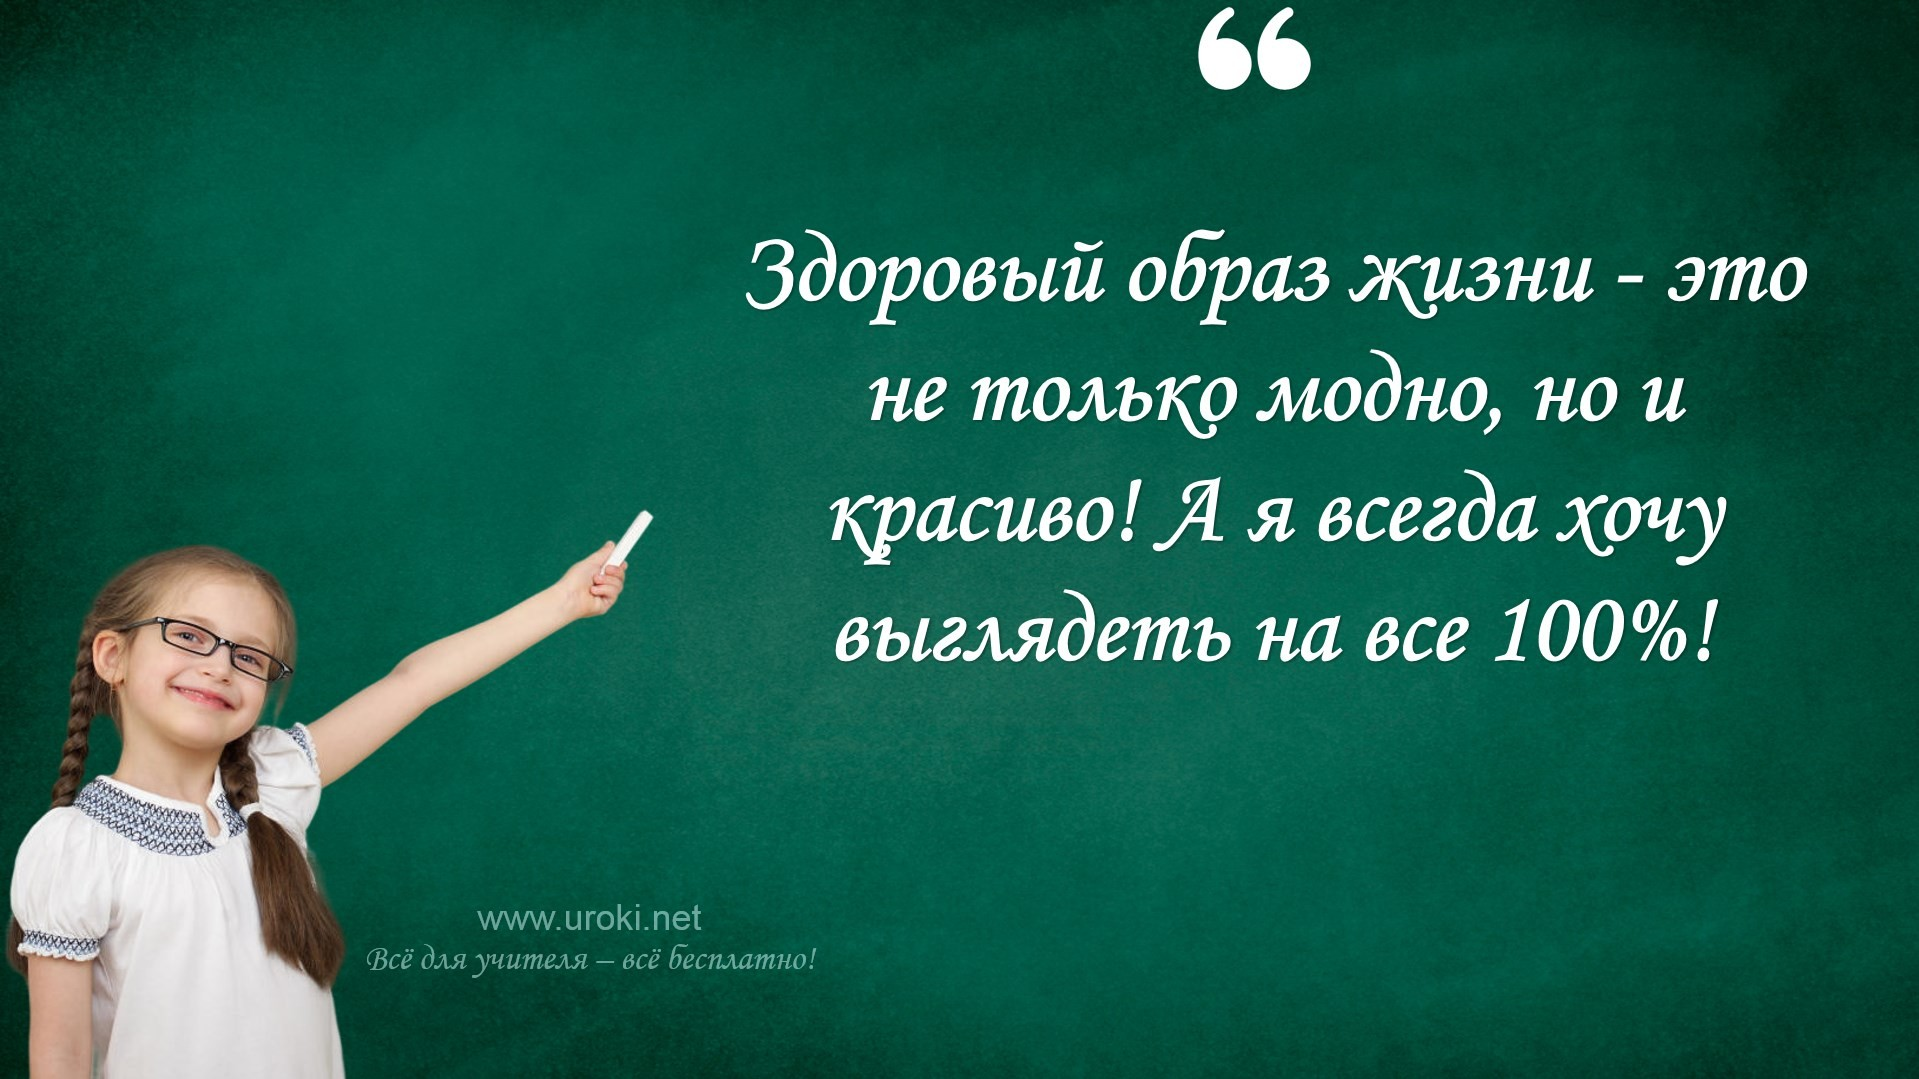 “
Здоровый образ жизни - это
не только модно, но и
красиво! А я всегда хочу
выглядеть на все 100%!
www.uroki.net
Всё для учителя – всё бесплатно!